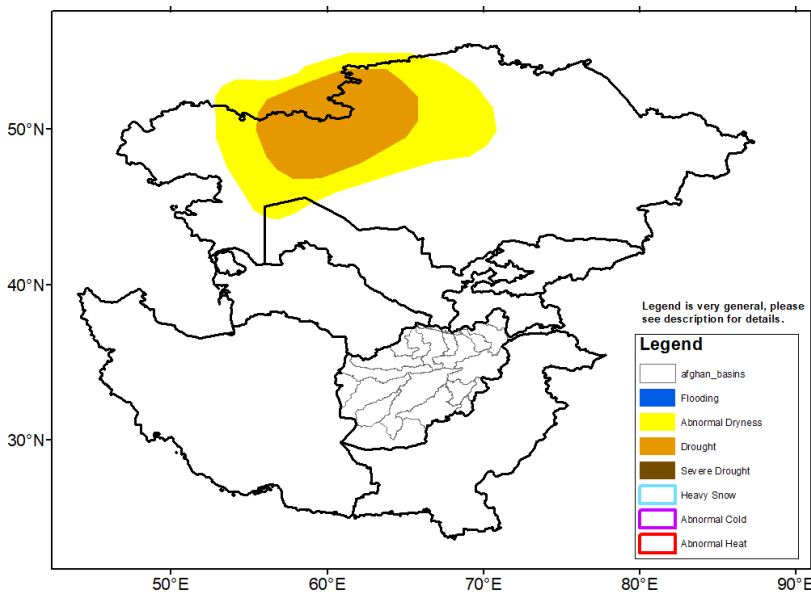 50°N
40°N
30°N
50°E
60°E
70°E
80°E
90°E
Legend is very general, please
see description for details.
Legend
afghan_basins
Flooding
Abnormal Dryness
Drought
Severe Drought
Heavy Snow
Abnormal Cold
Abnormal Heat